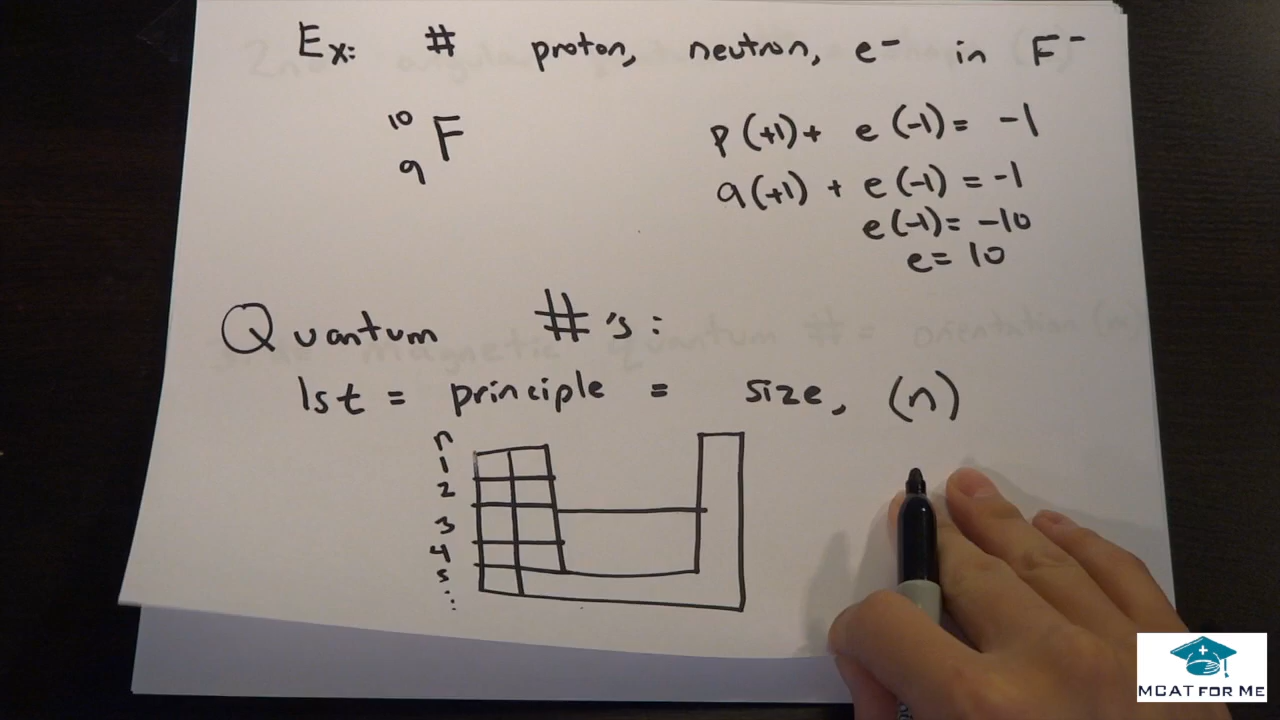 Ex: # proton, neutron, e⁻ in F⁻
10
9 F
p (+1) + e (-1) = -1
9 (+1) + e (-1) = -1
e (-1) = -10
e = 10
Quantum #'s:
1st = principle = size, (n)
n
1
2
3
4
5
...
MCAT FOR ME